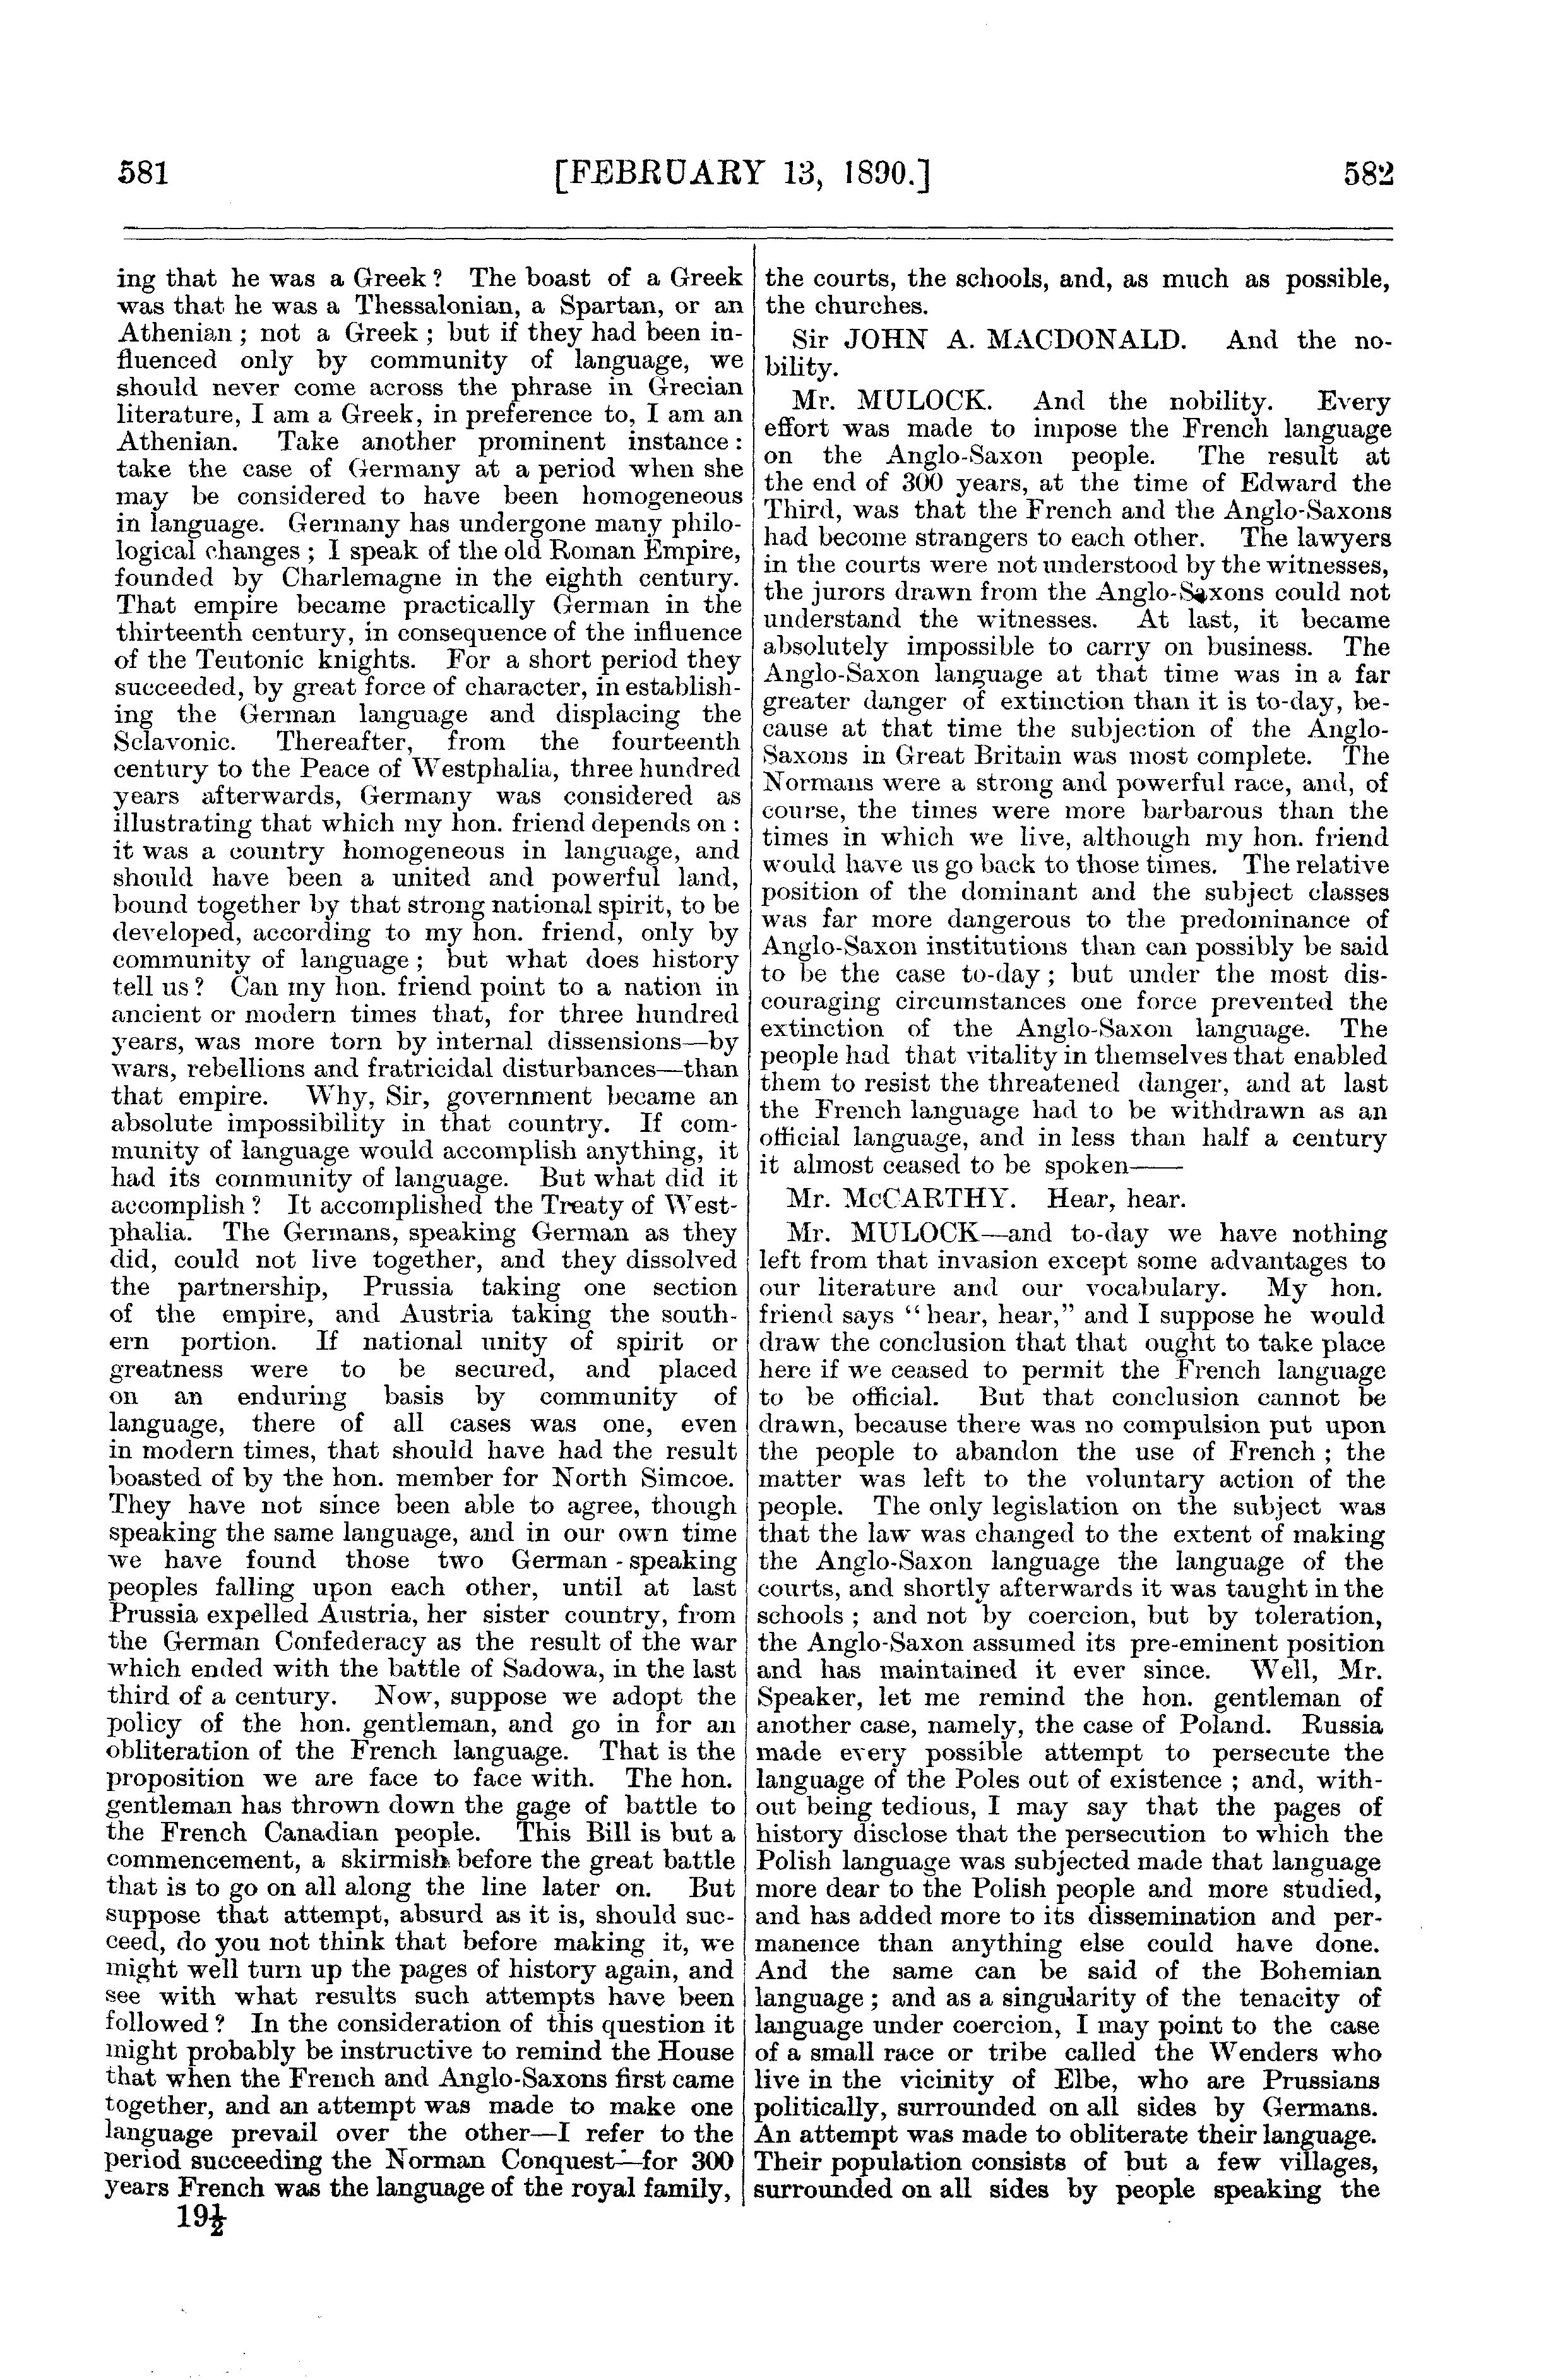 581 [FEBRUARY 13, 1890.] 582
ing that he was a Greek? The boast of a Greek
was that he was a Thessalonian, a Spartan, or an
Athenian; not a Greek; but if they had been in-
fluenced only by community of language, we
should never come across the phrase in Grecian
literature, I am a Greek, in preference to, I am an
Athenian. Take another prominent instance:
take the case of Germany at a period when she
may be considered to have been homogeneous
in language. Germany has undergone many philo-
logical changes; I speak of the old Roman Empire,
founded by Charlemagne in the eighth century.
That empire became practically German in the
thirteenth century, in consequence of the influence
of the Teutonic knights. For a short period they
succeeded, by great force of character, in establish-
ing the German language and displacing the
Sclavonic. Thereafter, from the fourteenth
century to the Peace of Westphalia, three hundred
years afterwards, Germany was considered as
illustrating that which my hon. friend depends on:
it was a country homogeneous in language, and
should have been a united and powerful land,
bound together by that strong national spirit, to be
developed, according to my hon. friend, only by
community of language; but what does history
tell us? Can my hon. friend point to a nation in
ancient or modern times that, for three hundred
years, was more torn by internal dissensions—by
wars, rebellions and fratricidal disturbances—than
that empire. Why, Sir, government became an
absolute impossibility in that country. If com-
munity of language would accomplish anything, it
had its community of language. But what did it
accomplish? It accomplished the Treaty of West-
phalia. The Germans, speaking German as they
did, could not live together, and they dissolved
the partnership, Prussia taking one section
of the empire, and Austria taking the south-
ern portion. If national unity of spirit or
greatness were to be secured, and placed
on an enduring basis by community of
language, there of all cases was one, even
in modern times, that should have had the result
boasted of by the hon. member for North Simcoe.
They have not since been able to agree, though
speaking the same language, and in our own time
we have found those two German-speaking
peoples falling upon each other, until at last
Prussia expelled Austria, her sister country, from
the German Confederacy as the result of the war
which ended with the battle of Sadowa, in the last
third of a century. Now, suppose we adopt the
policy of the hon. gentleman, and go in for an
obliteration of the French language. That is the
proposition we are face to face with. The hon.
gentleman has thrown down the gage of battle to
the French Canadian people. This Bill is but a
commencement, a skirmish before the great battle
that is to go on all along the line later on. But
suppose that attempt, absurd as it is, should suc-
ceed, do you not think that before making it, we
might well turn up the pages of history again, and
see with what results such attempts have been
followed? In the consideration of this question it
might probably be instructive to remind the House
that when the French and Anglo-Saxons first came
together, and an attempt was made to make one
language prevail over the other—I refer to the
period succeeding the Norman Conquest—for 300
years French was the language of the royal family,
19½
the courts, the schools, and, as much as possible,
the churches.
Sir JOHN A. MACDONALD. And the no-
bility.
Mr. MULOCK. And the nobility. Every
effort was made to impose the French language
on the Anglo-Saxon people. The result at
the end of 300 years, at the time of Edward the
Third, was that the French and the Anglo-Saxons
had become strangers to each other. The lawyers
in the courts were not understood by the witnesses,
the jurors drawn from the Anglo-Saxons could not
understand the witnesses. At last, it became
absolutely impossible to carry on business. The
Anglo-Saxon language at that time was in a far
greater danger of extinction than it is to-day, be-
cause at that time the subjection of the Anglo-
Saxons in Great Britain was most complete. The
Normans were a strong and powerful race, and, of
course, the times were more barbarous than the
times in which we live, although my hon. friend
would have us go back to those times. The relative
position of the dominant and the subject classes
was far more dangerous to the predominance of
Anglo-Saxon institutions than can possibly be said
to be the case to-day; but under the most dis-
couraging circumstances one force prevented the
extinction of the Anglo-Saxon language. The
people had that vitality in themselves that enabled
them to resist the threatened danger, and at last
the French language had to be withdrawn as an
official language, and in less than half a century
it almost ceased to be spoken——
Mr. McCARTHY. Hear, hear.
Mr. MULOCK—and to-day we have nothing
left from that invasion except some advantages to
our literature and our vocabulary. My hon.
friend says "hear, hear," and I suppose he would
draw the conclusion that that ought to take place
here if we ceased to permit the French language
to be official. But that conclusion cannot be
drawn, because there was no compulsion put upon
the people to abandon the use of French; the
matter was left to the voluntary action of the
people. The only legislation on the subject was
that the law was changed to the extent of making
the Anglo-Saxon language the language of the
courts, and shortly afterwards it was taught in the
schools; and not by coercion, but by toleration,
the Anglo-Saxon assumed its pre-eminent position
and has maintained it ever since. Well, Mr.
Speaker, let me remind the hon. gentleman of
another case, namely, the case of Poland. Russia
made every possible attempt to persecute the
language of the Poles out of existence; and, with-
out being tedious, I may say that the pages of
history disclose that the persecution to which the
Polish language was subjected made that language
more dear to the Polish people and more studied,
and has added more to its dissemination and per-
manence than anything else could have done.
And the same can be said of the Bohemian
language; and as a singularity of the tenacity of
language under coercion, I may point to the case
of a small race or tribe called the Wenders who
live in the vicinity of Elbe, who are Prussians
politically, surrounded on all sides by Germans.
An attempt was made to obliterate their language.
Their population consists of but a few villages,
surrounded on all sides by people speaking the